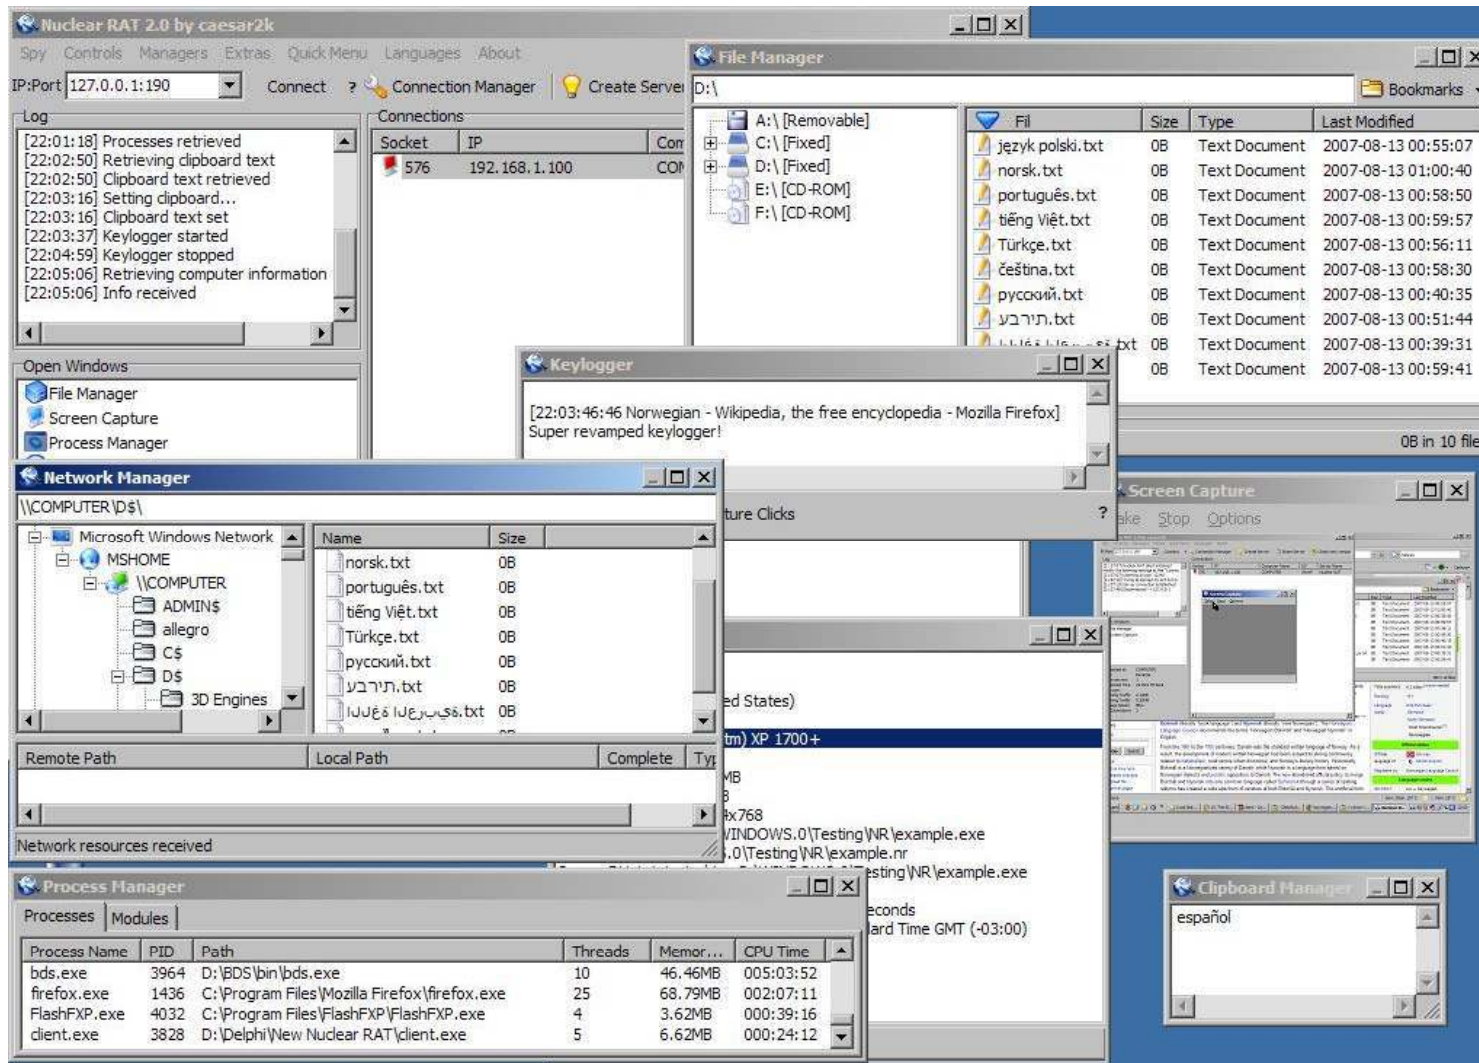 Nuclear RAT 2.0 by caesar2k
Spy Controls Managers Extras Quick Menu Languages About
IP:Port 127.0.0.1:190 Connect ? Connection Manager Create Server
Log
[22:01:18] Processes retrieved
[22:02:50] Retrieving clipboard text
[22:02:50] Clipboard text retrieved
[22:03:16] Setting clipboard...
[22:03:16] Clipboard text set
[22:03:37] Keylogger started
[22:04:59] Keylogger stopped
[22:05:06] Retrieving computer information
[22:05:06] Info received
Connections
Socket IP Com
576 192.168.1.100 COM
Open Windows
File Manager
Screen Capture
Process Manager
File Manager
D:\
Bookmarks
A:\ [Removable]
C:\ [Fixed]
D:\ [Fixed]
E:\ [CD-ROM]
F:\ [CD-ROM]
Fil Size Type Last Modified
język polski.txt 0B Text Document 2007-08-13 00:55:07
norsk.txt 0B Text Document 2007-08-13 01:00:40
português.txt 0B Text Document 2007-08-13 00:58:50
tiếng Việt.txt 0B Text Document 2007-08-13 00:59:57
Türkçe.txt 0B Text Document 2007-08-13 00:56:11
čeština.txt 0B Text Document 2007-08-13 00:58:30
русский.txt 0B Text Document 2007-08-13 00:40:35
תירבע.txt 0B Text Document 2007-08-13 00:51:44
.txt 0B Text Document 2007-08-13 00:39:31
0B Text Document 2007-08-13 00:59:41
0B in 10 file
Keylogger
[22:03:46:46 Norwegian - Wikipedia, the free encyclopedia - Mozilla Firefox]
Super revamped keylogger!
ture Clicks ?
Network Manager
\\COMPUTER\D$\
Microsoft Windows Network
MSHOME
\\COMPUTER
ADMIN$
allegro
C$
D$
3D Engines
Name Size
norsk.txt 0B
português.txt 0B
tiếng Việt.txt 0B
Türkçe.txt 0B
русский.txt 0B
תירבע.txt 0B
ةيبرعلا ةغللا.txt 0B
Remote Path Local Path Complete Typ
Network resources received
Screen Capture
ake Stop Options
ed States)
tm) XP 1700+
MB
B
4x768
WINDOWS.0\Testing\NR\example.exe
S.0\Testing\NR\example.nr
esting\NR\example.exe
econds
lard Time GMT (-03:00)
Process Manager
Processes Modules
Process Name PID Path Threads Memor... CPU Time
bds.exe 3964 D:\BDS\bin\bds.exe 10 46.46MB 005:03:52
firefox.exe 1436 C:\Program Files\Mozilla Firefox\firefox.exe 25 68.79MB 002:07:11
FlashFXP.exe 4032 C:\Program Files\FlashFXP\FlashFXP.exe 4 3.62MB 000:39:16
client.exe 3828 D:\Delphi\New Nuclear RAT\client.exe 5 6.62MB 000:24:12
Clipboard Manager
español